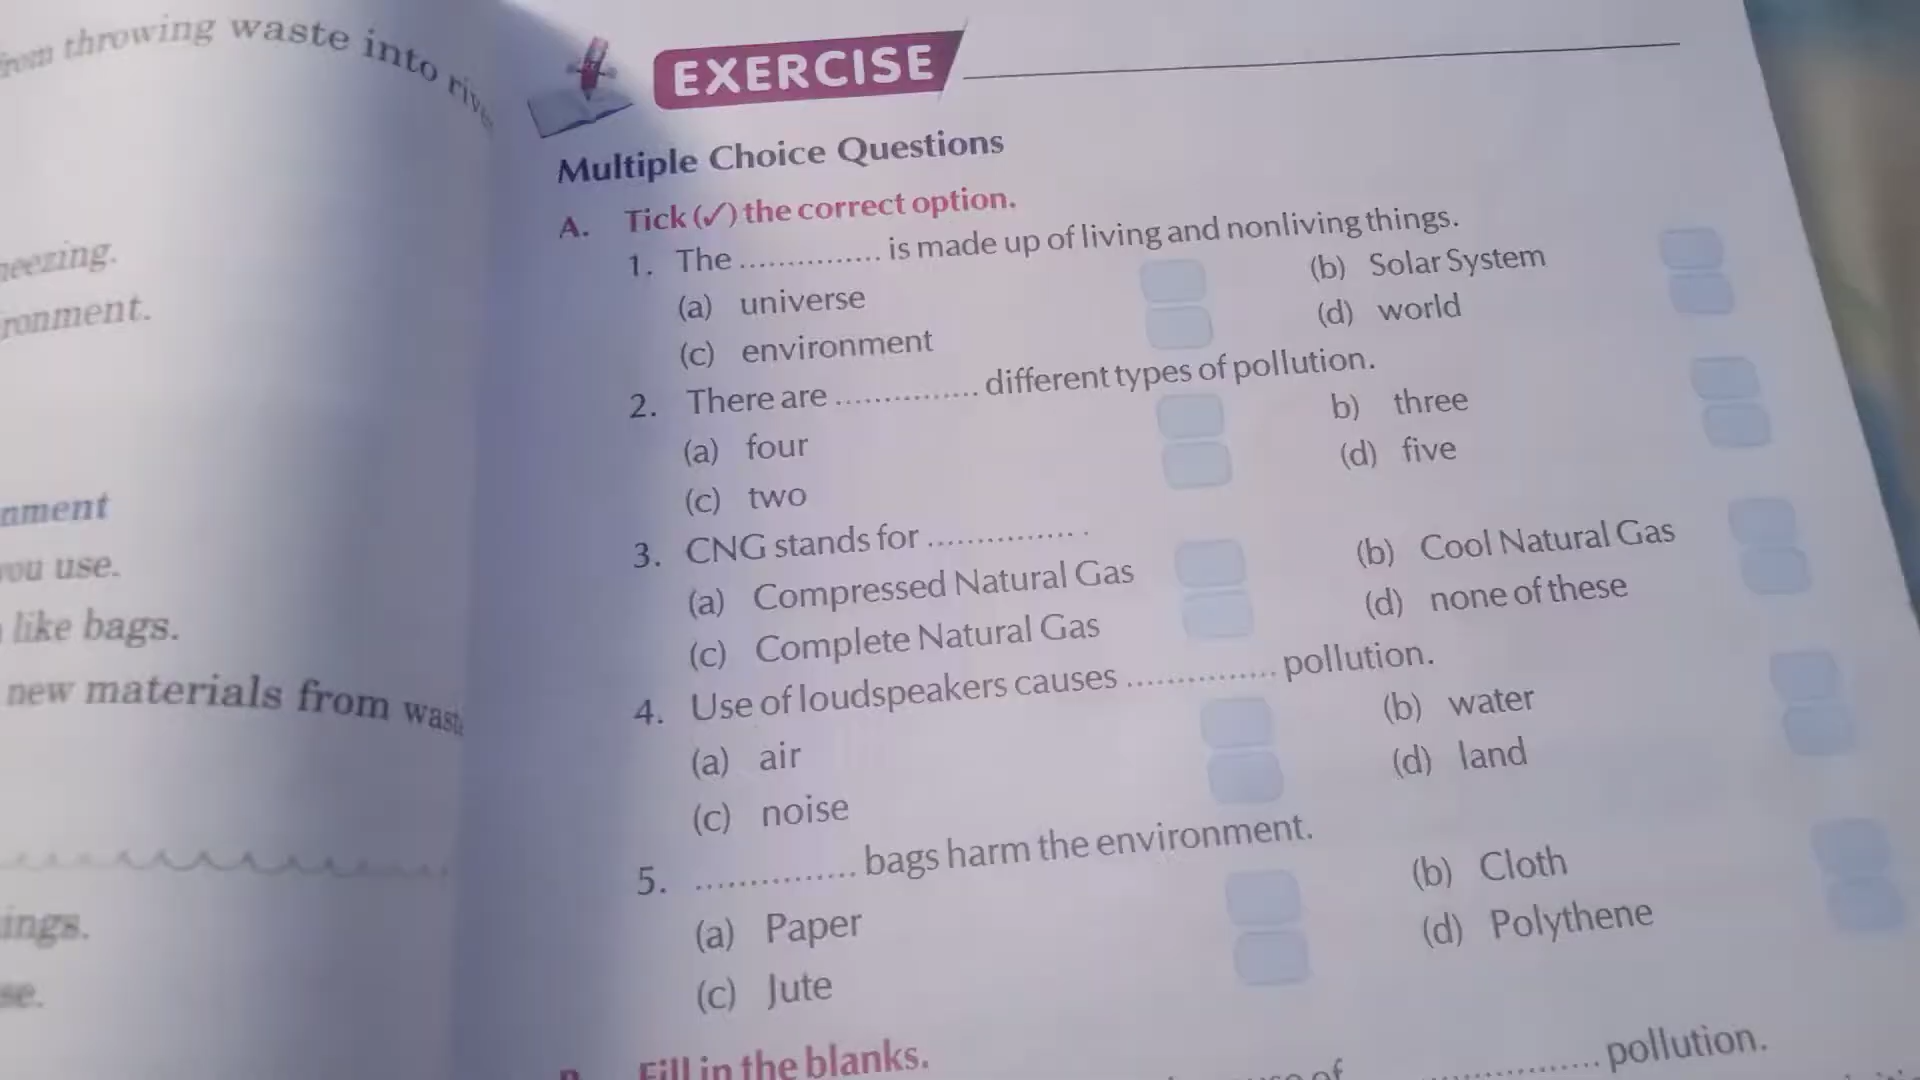 from throwing waste into
neezing.
ronment.
nment
you use.
like bags.
new materials from
ings.
se.
EXERCISE
Multiple Choice Questions
A. Tick (✓) the correct option.
1. The .............. is made up of living and nonliving things.
(a) universe (b) Solar System
(c) environment (d) world
2. There are .............. different types of pollution.
(a) four b) three
(c) two (d) five
3. CNG stands for ...............
(a) Compressed Natural Gas (b) Cool Natural Gas
(c) Complete Natural Gas (d) none of these
4. Use of loudspeakers causes .............. pollution.
(a) air (b) water
(c) noise (d) land
5. .............. bags harm the environment.
(a) Paper (b) Cloth
(c) Jute (d) Polythene
Fill in the blanks.
of .............. pollution.